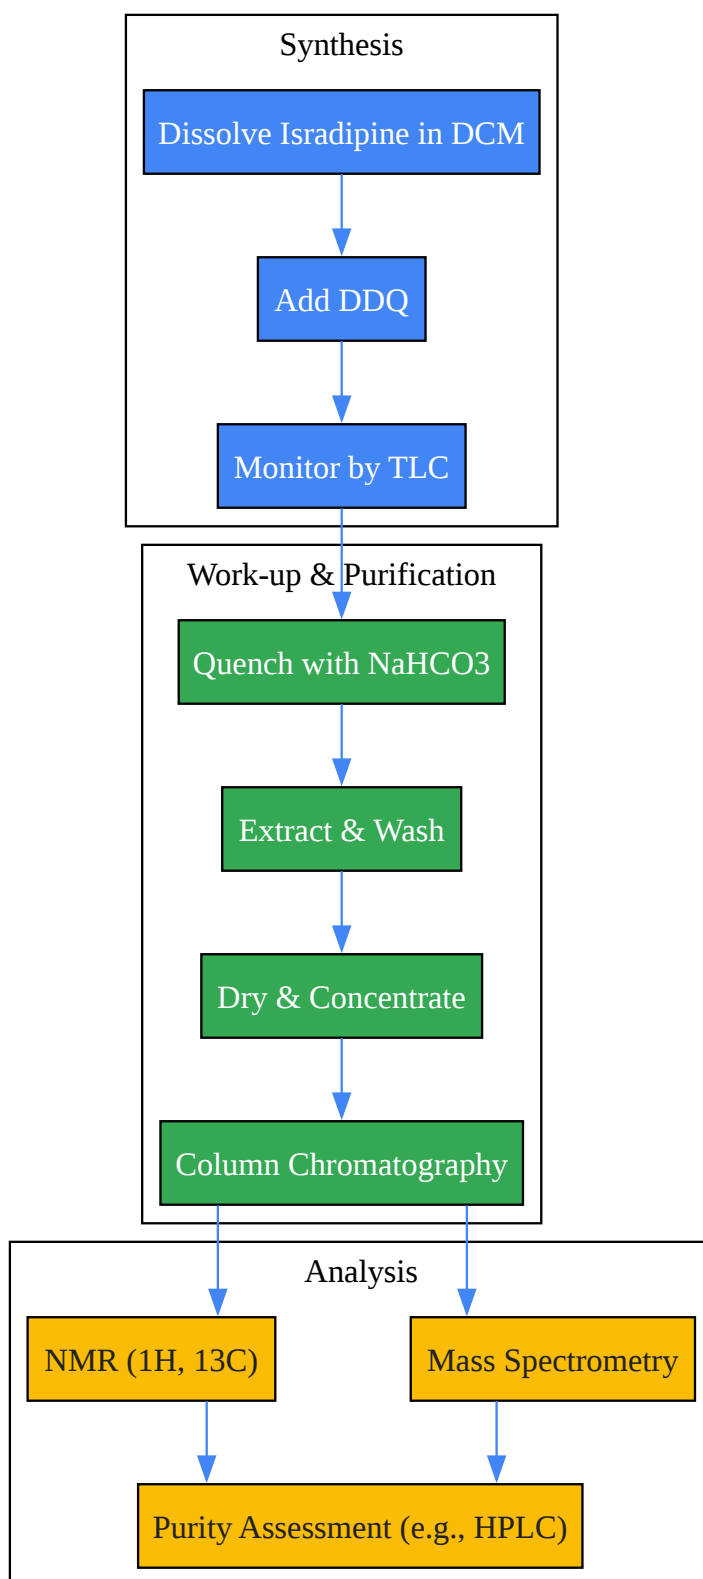 Synthesis
Dissolve Isradipine in DCM
Add DDQ
Monitor by TLC
Work-up & Purification
Quench with NaHCO3
Extract & Wash
Dry & Concentrate
Column Chromatography
Analysis
NMR (1H, 13C)
Mass Spectrometry
Purity Assessment (e.g., HPLC)